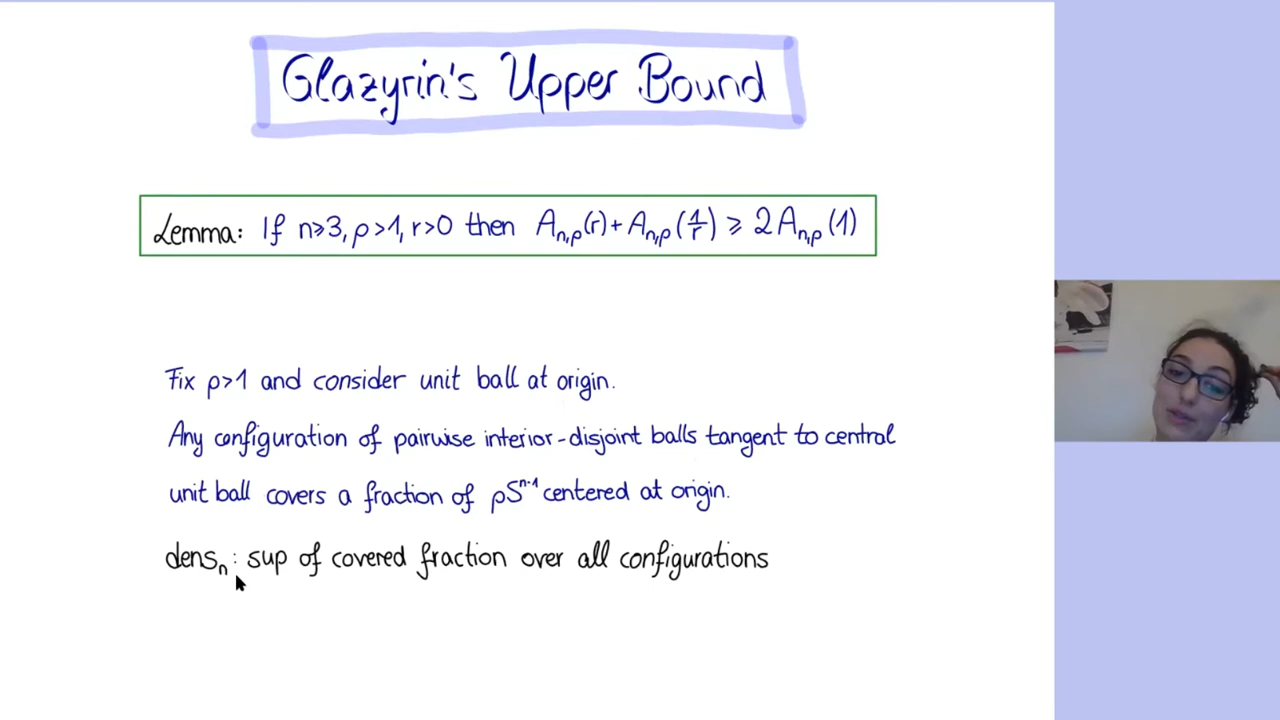 Glazyrin's Upper Bound
Lemma: If n≥3, ρ>1, r>0 then A_{n,ρ}(r) + A_{n,ρ}(1/r) ≥ 2A_{n,ρ}(1)
Fix ρ>1 and consider unit ball at origin.
Any configuration of pairwise interior-disjoint balls tangent to central
unit ball covers a fraction of ρS^{n-1} centered at origin.
dens_n: sup of covered fraction over all configurations